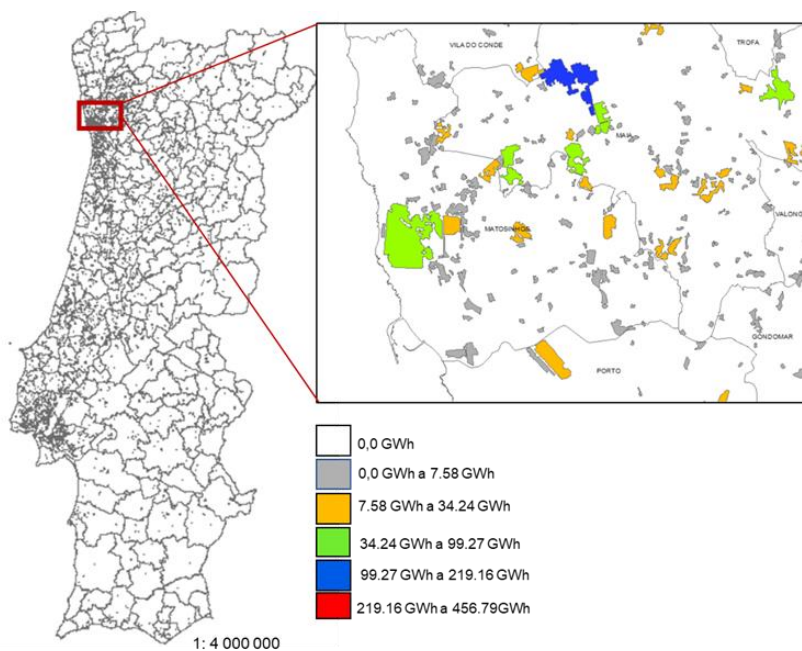 VILA DO CONDE
TROFA
MAIA
VALONG
MATOSINHOS
GONDOMAR
PORTO
0,0 GWh
0,0 GWh a 7.58 GWh
7.58 GWh a 34.24 GWh
34.24 GWh a 99.27 GWh
99.27 GWh a 219.16 GWh
219.16 GWh a 456.79GWh
1: 4 000 000